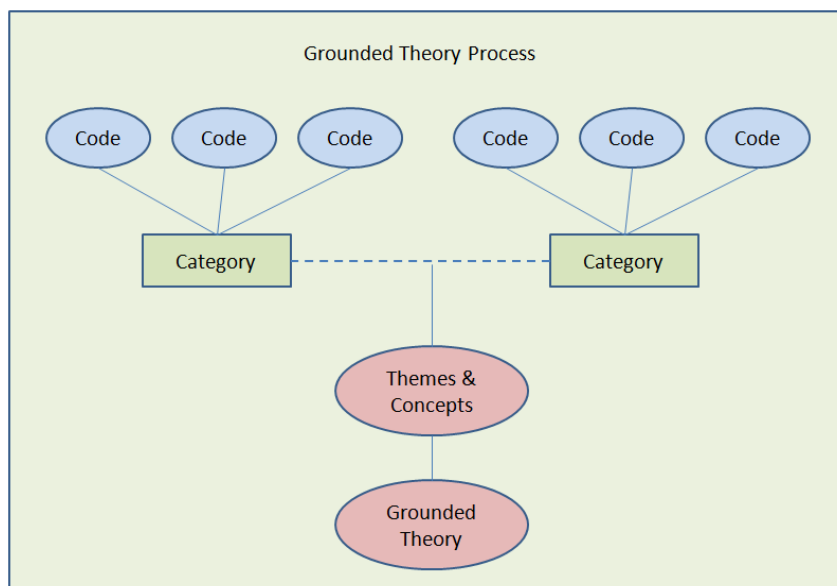 Grounded Theory Process
Code
Code
Code
Code
Code
Code
Category
Category
Themes &
Concepts
Grounded
Theory